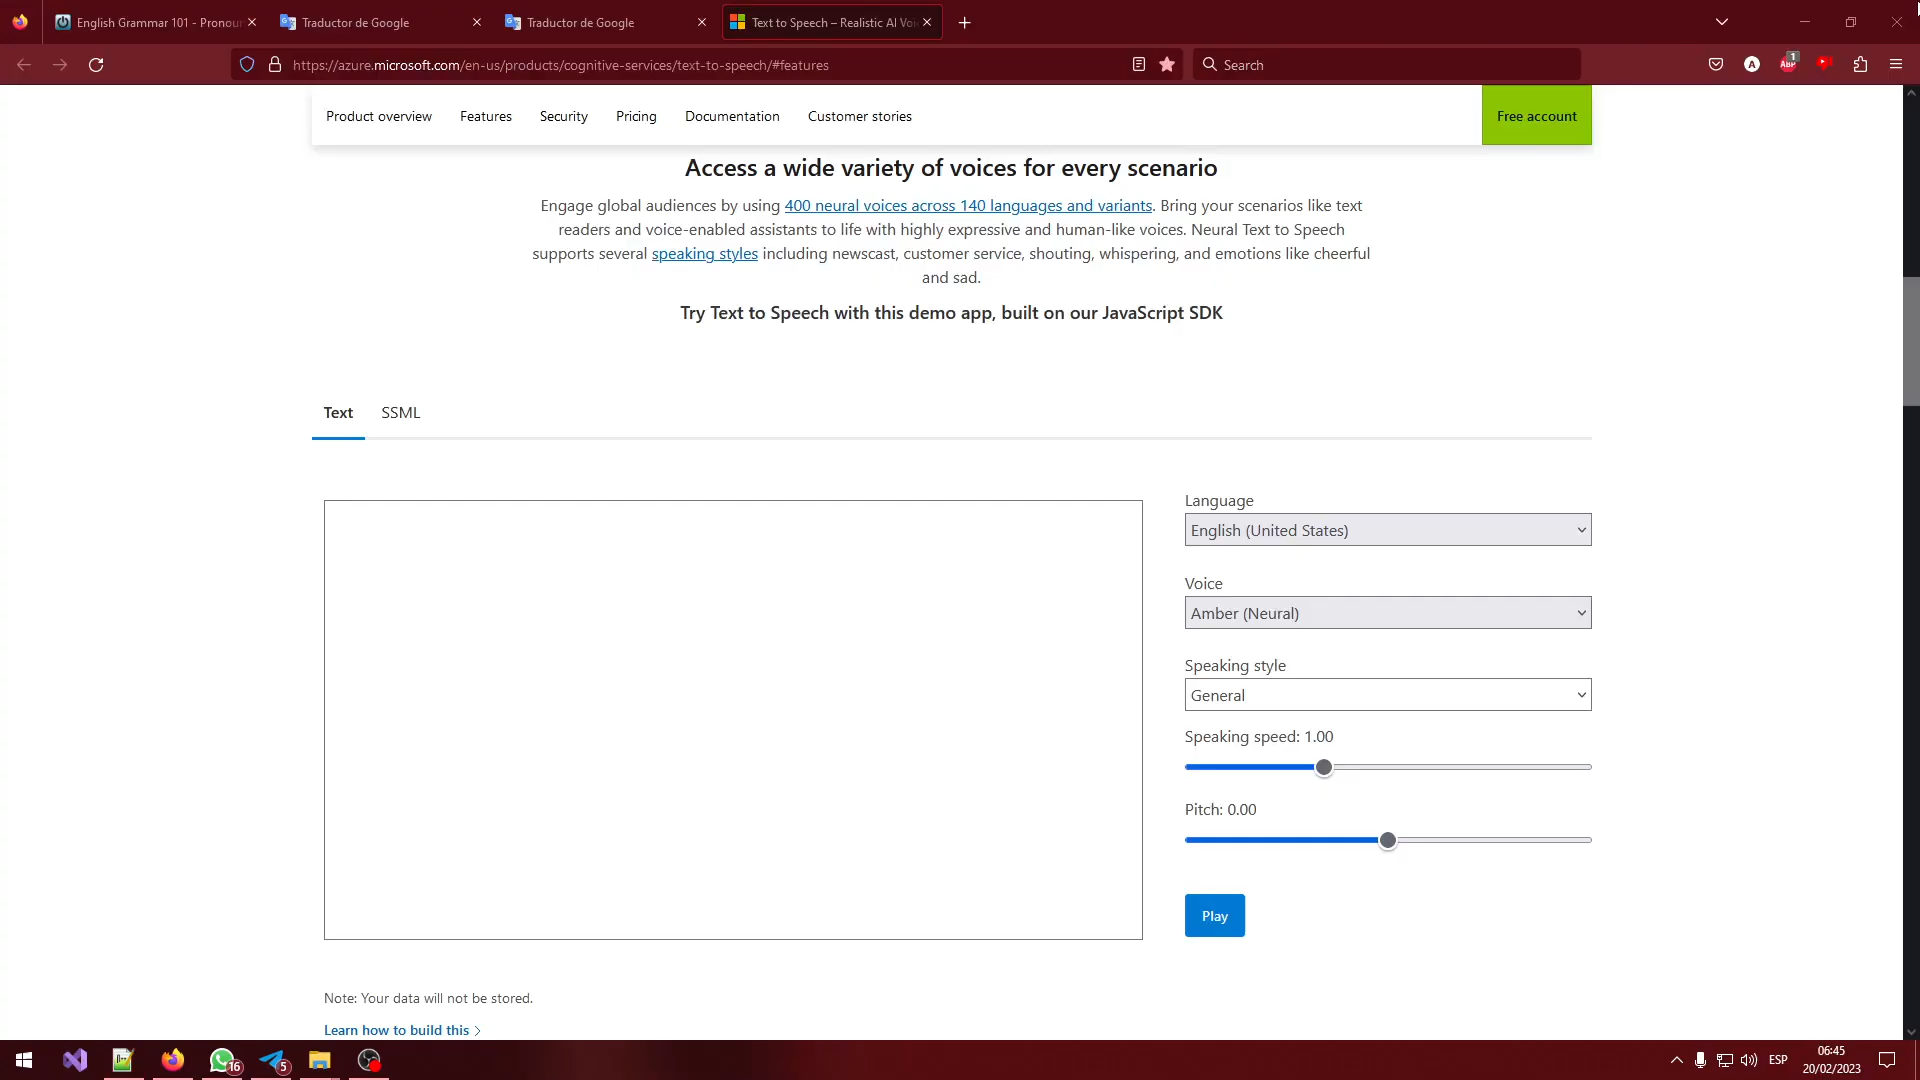 English Grammar 101 - Pronoun
Traductor de Google
Traductor de Google
Text to Speech – Realistic AI Voi
https://azure.microsoft.com/en-us/products/cognitive-services/text-to-speech/#features
Search
A
ABP
1
Product overview
Features
Security
Pricing
Documentation
Customer stories
Free account
Access a wide variety of voices for every scenario
Engage global audiences by using 400 neural voices across 140 languages and variants. Bring your scenarios like text
readers and voice-enabled assistants to life with highly expressive and human-like voices. Neural Text to Speech
supports several speaking styles including newscast, customer service, shouting, whispering, and emotions like cheerful
and sad.
Try Text to Speech with this demo app, built on our JavaScript SDK
Text
SSML
Language
English (United States)
Voice
Amber (Neural)
Speaking style
General
Speaking speed: 1.00
Pitch: 0.00
Play
Note: Your data will not be stored.
Learn how to build this
16
5
ESP
06:45
20/02/2023